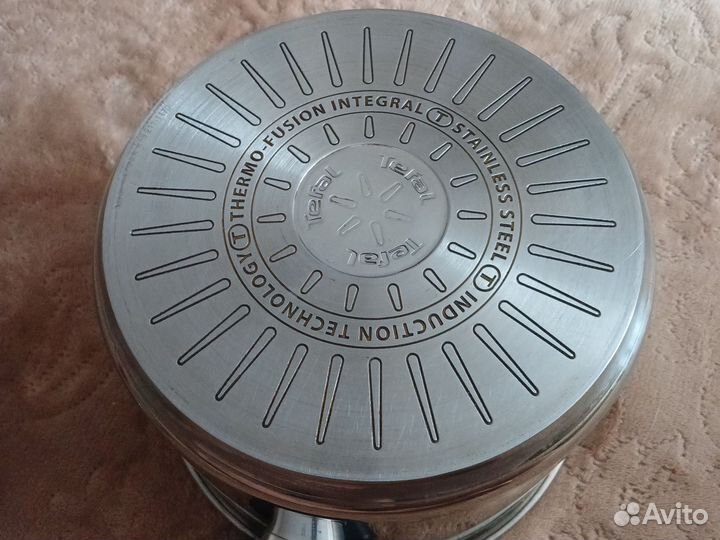 THERMO-FUSION INTEGRAL T STAINLESS STEEL T INDUCTION TECHNOLOGY T
Tefal
Tefal
Tefal
Avito